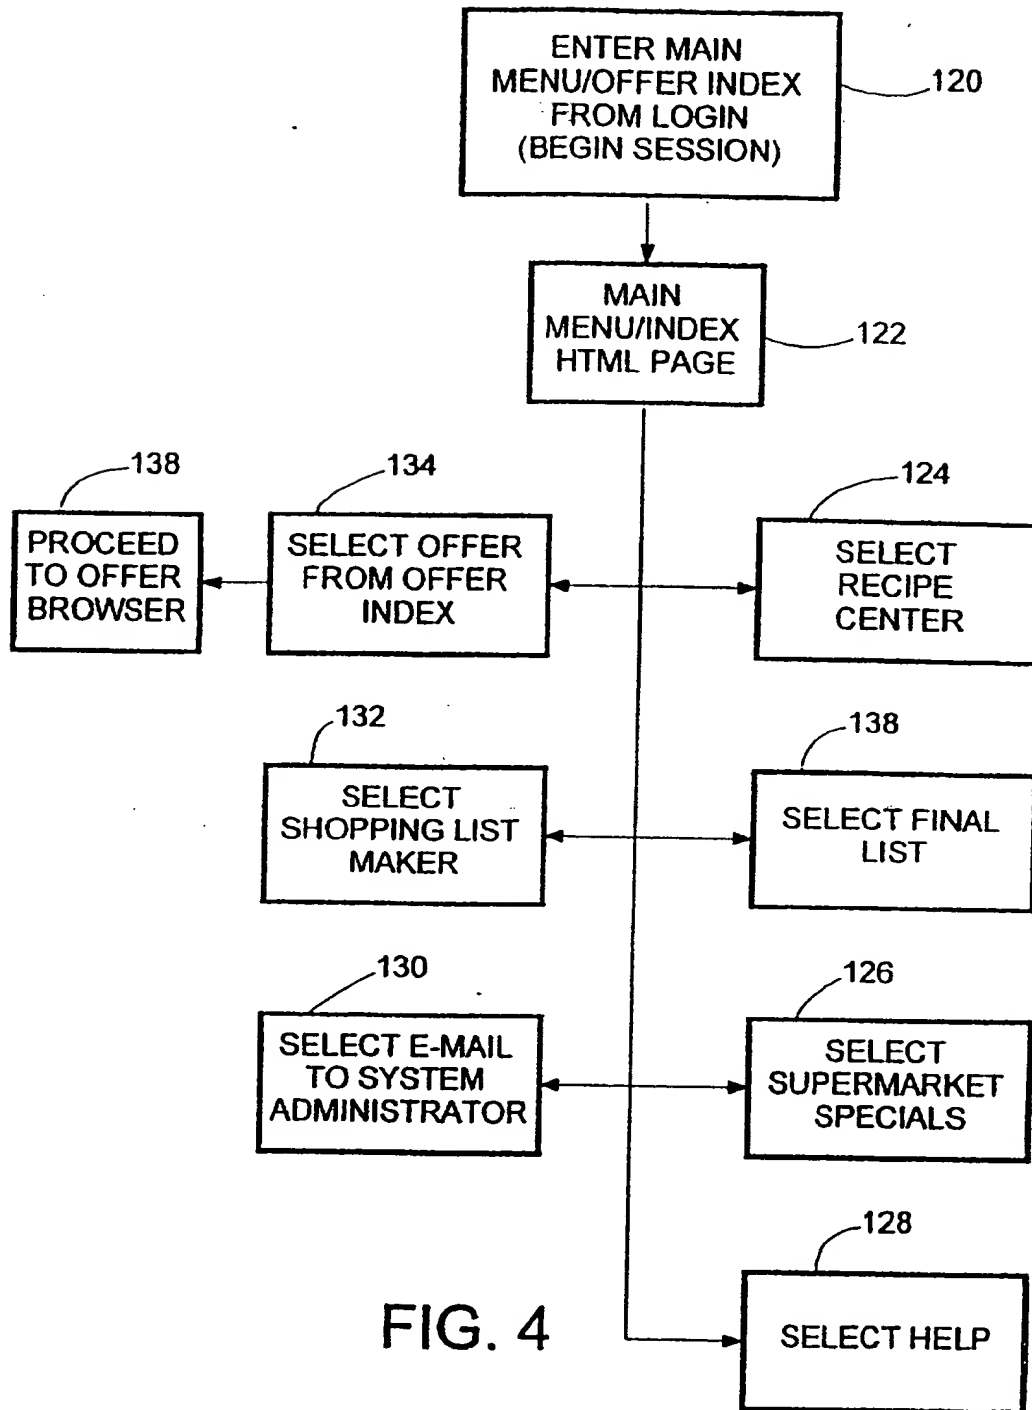 ENTER MAIN
MENU/OFFER INDEX
FROM LOGIN
(BEGIN SESSION)
120
MAIN
MENU/INDEX
HTML PAGE
122
138
PROCEED
TO OFFER
BROWSER
134
SELECT OFFER
FROM OFFER
INDEX
124
SELECT
RECIPE
CENTER
132
SELECT
SHOPPING LIST
MAKER
138
SELECT FINAL
LIST
130
SELECT E-MAIL
TO SYSTEM
ADMINISTRATOR
126
SELECT
SUPERMARKET
SPECIALS
128
SELECT HELP
FIG. 4